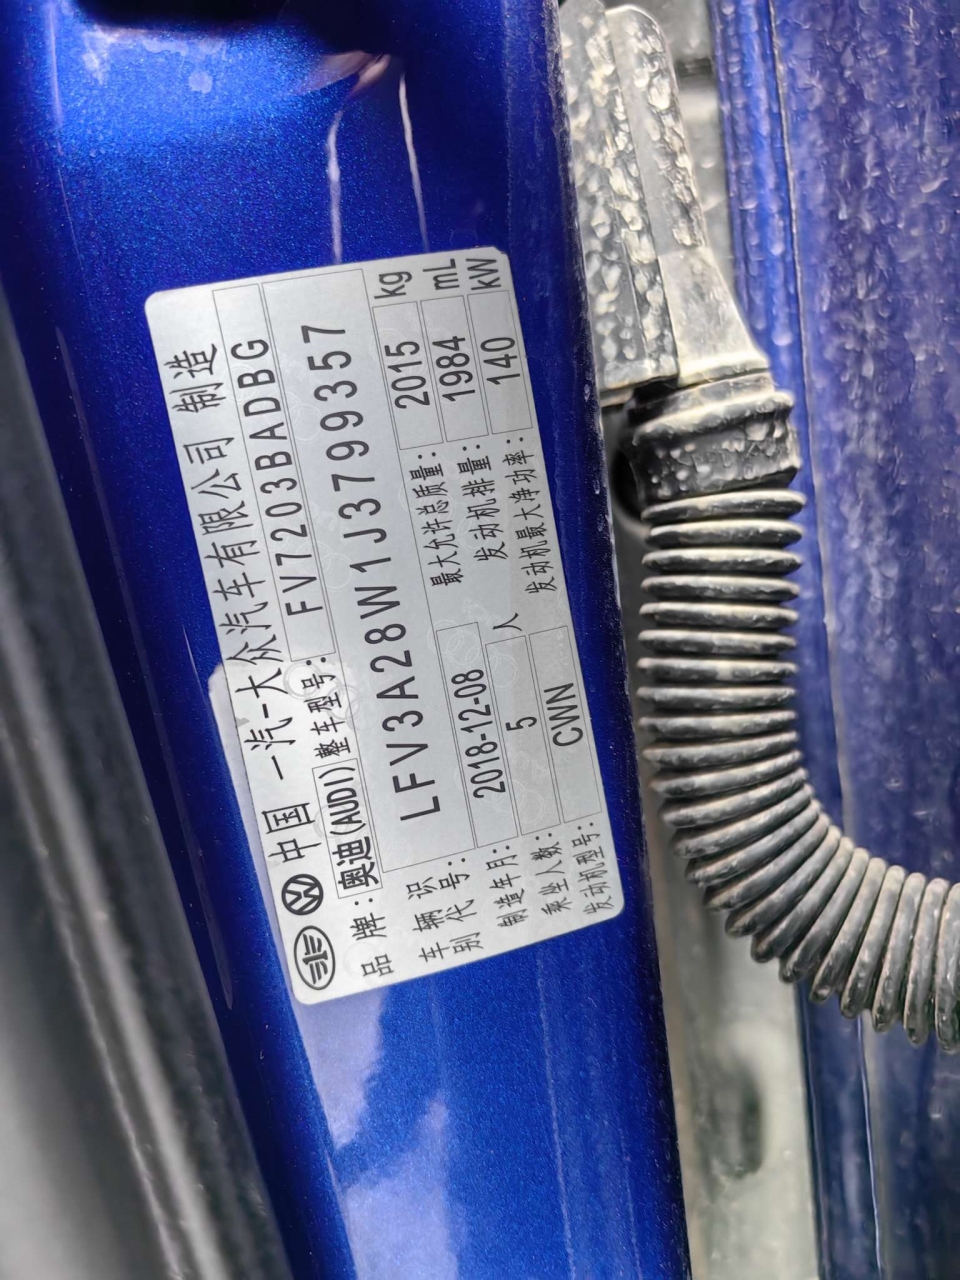 中国 一汽-大众汽车有限公司 制造
品牌：奥迪(AUDI) 整车型号： FV7203BADBG
车辆识别代号： LFV3A28W1J3799357
制造年月： 2018-12-08 最大允许总质量： 2015 kg
乘坐人数： 5 人 发动机排量： 1984 mL
发动机型号： CWN 发动机最大净功率： 140 kW